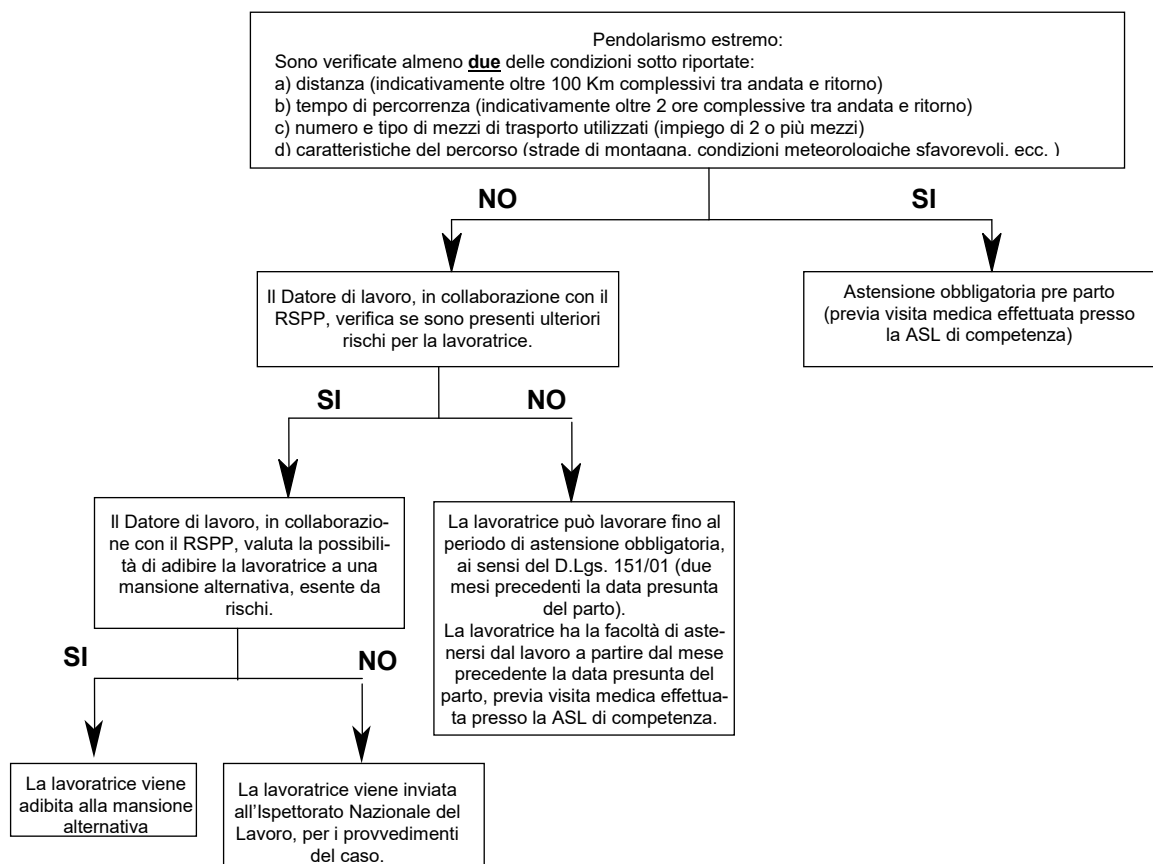 Pendolarismo estremo:
Sono verificate almeno due delle condizioni sotto riportate:
a) distanza (indicativamente oltre 100 Km complessivi tra andata e ritorno)
b) tempo di percorrenza (indicativamente oltre 2 ore complessive tra andata e ritorno)
c) numero e tipo di mezzi di trasporto utilizzati (impiego di 2 o più mezzi)
d) caratteristiche del percorso (strade di montagna, condizioni meteorologiche sfavorevoli, ecc. )
NO
SI
Il Datore di lavoro, in collaborazione con il
RSPP, verifica se sono presenti ulteriori
rischi per la lavoratrice.
Astensione obbligatoria pre parto
(previa visita medica effettuata presso
la ASL di competenza)
SI
NO
Il Datore di lavoro, in collaborazio-
ne con il RSPP, valuta la possibili-
tà di adibire la lavoratrice a una
mansione alternativa, esente da
rischi.
La lavoratrice può lavorare fino al
periodo di astensione obbligatoria,
ai sensi del D.Lgs. 151/01 (due
mesi precedenti la data presunta
del parto).
La lavoratrice ha la facoltà di aste-
nersi dal lavoro a partire dal mese
precedente la data presunta del
parto, previa visita medica effettua-
ta presso la ASL di competenza.
SI
NO
La lavoratrice viene
adibita alla mansione
alternativa
La lavoratrice viene inviata
all'Ispettorato Nazionale del
Lavoro, per i provvedimenti
del caso.